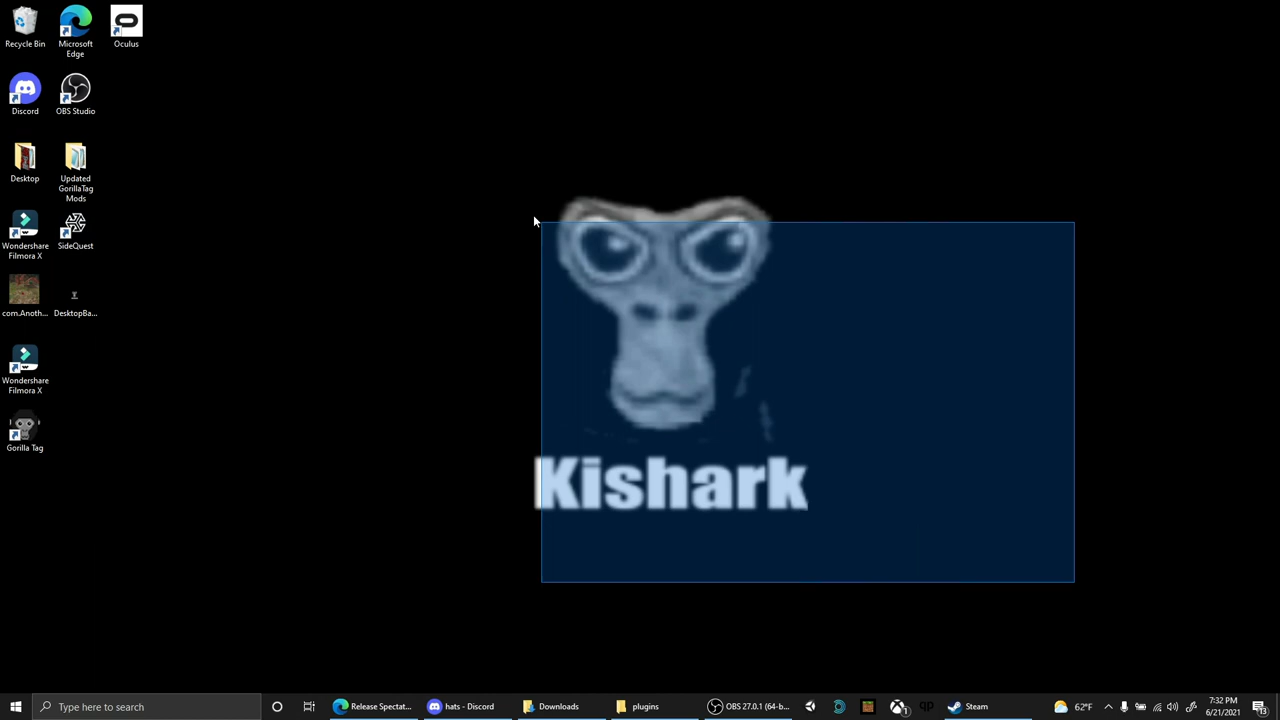 Recycle Bin
Microsoft Edge
Oculus
Discord
OBS Studio
Desktop
Updated GorillaTag Mods
Wondershare Filmora X
SideQuest
com.Anoth...
DesktopBa...
Wondershare Filmora X
Gorilla Tag
Kishark
Type here to search
Release Spectat...
hats - Discord
Downloads
plugins
OBS 27.0.1 (64-b...
qp
Steam
62°F
7:32 PM
6/21/2021
13